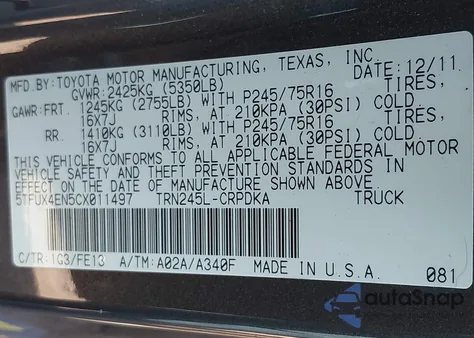 MFD.BY:TOYOTA MOTOR MANUFACTURING, TEXAS, INC.
GVWR:2425KG (5350LB) DATE:12/11
GAWR:FRT. 1245KG (2755LB) WITH P245/75R16 TIRES,
16X7J RIMS, AT 210KPA (30PSI) COLD.
RR. 1410KG (3110LB) WITH P245/75R16 TIRES,
16X7J RIMS, AT 210KPA (30PSI) COLD.
THIS VEHICLE CONFORMS TO ALL APPLICABLE FEDERAL MOTOR
VEHICLE SAFETY AND THEFT PREVENTION STANDARDS IN
EFFECT ON THE DATE OF MANUFACTURE SHOWN ABOVE.
5TFUX4EN5CX011497 TRN245L-CRPDKA TRUCK
C/TR:1G3/FE13 A/TM:A02A/A340F MADE IN U.S.A. 081
autoSnap